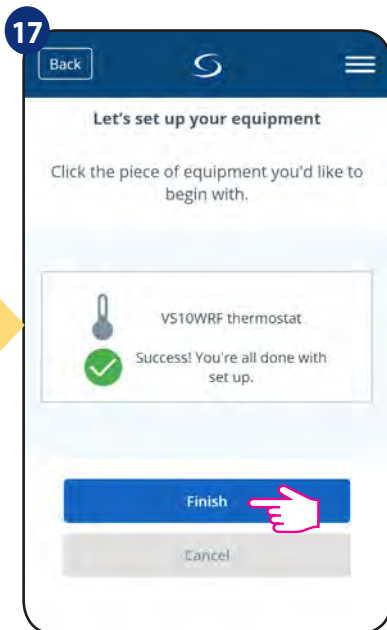 17
Back
Let's set up your equipment
Click the piece of equipment you'd like to
begin with.
VS10WRF thermostat
Success! You're all done with
set up.
Finish
Cancel